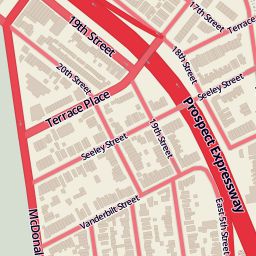 17th Street
Terrace
19th Street
18th Street
20th Street
Seeley Street
Terrace Place
Prospect Expressway
19th Street
Seeley Street
Vanderbilt Street
McDonal
East 5th Street